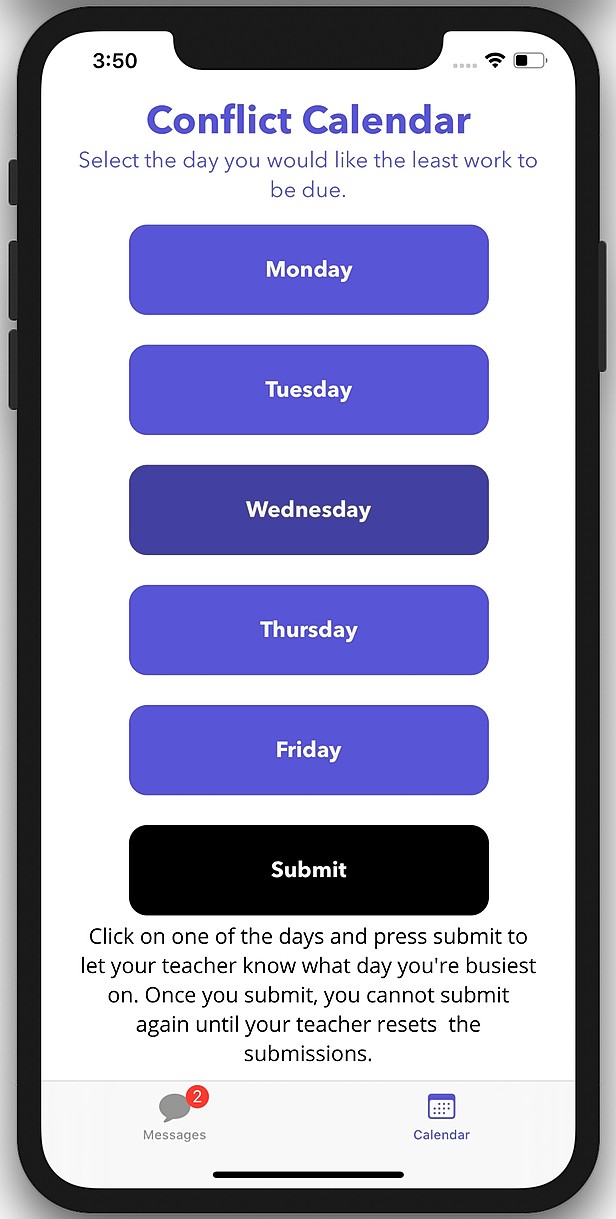 3:50
Conflict Calendar
Select the day you would like the least work to
be due.
Monday
Tuesday
Wednesday
Thursday
Friday
Submit
Click on one of the days and press submit to
let your teacher know what day you're busiest
on. Once you submit, you cannot submit
again until your teacher resets  the
submissions.
2
Messages
Calendar